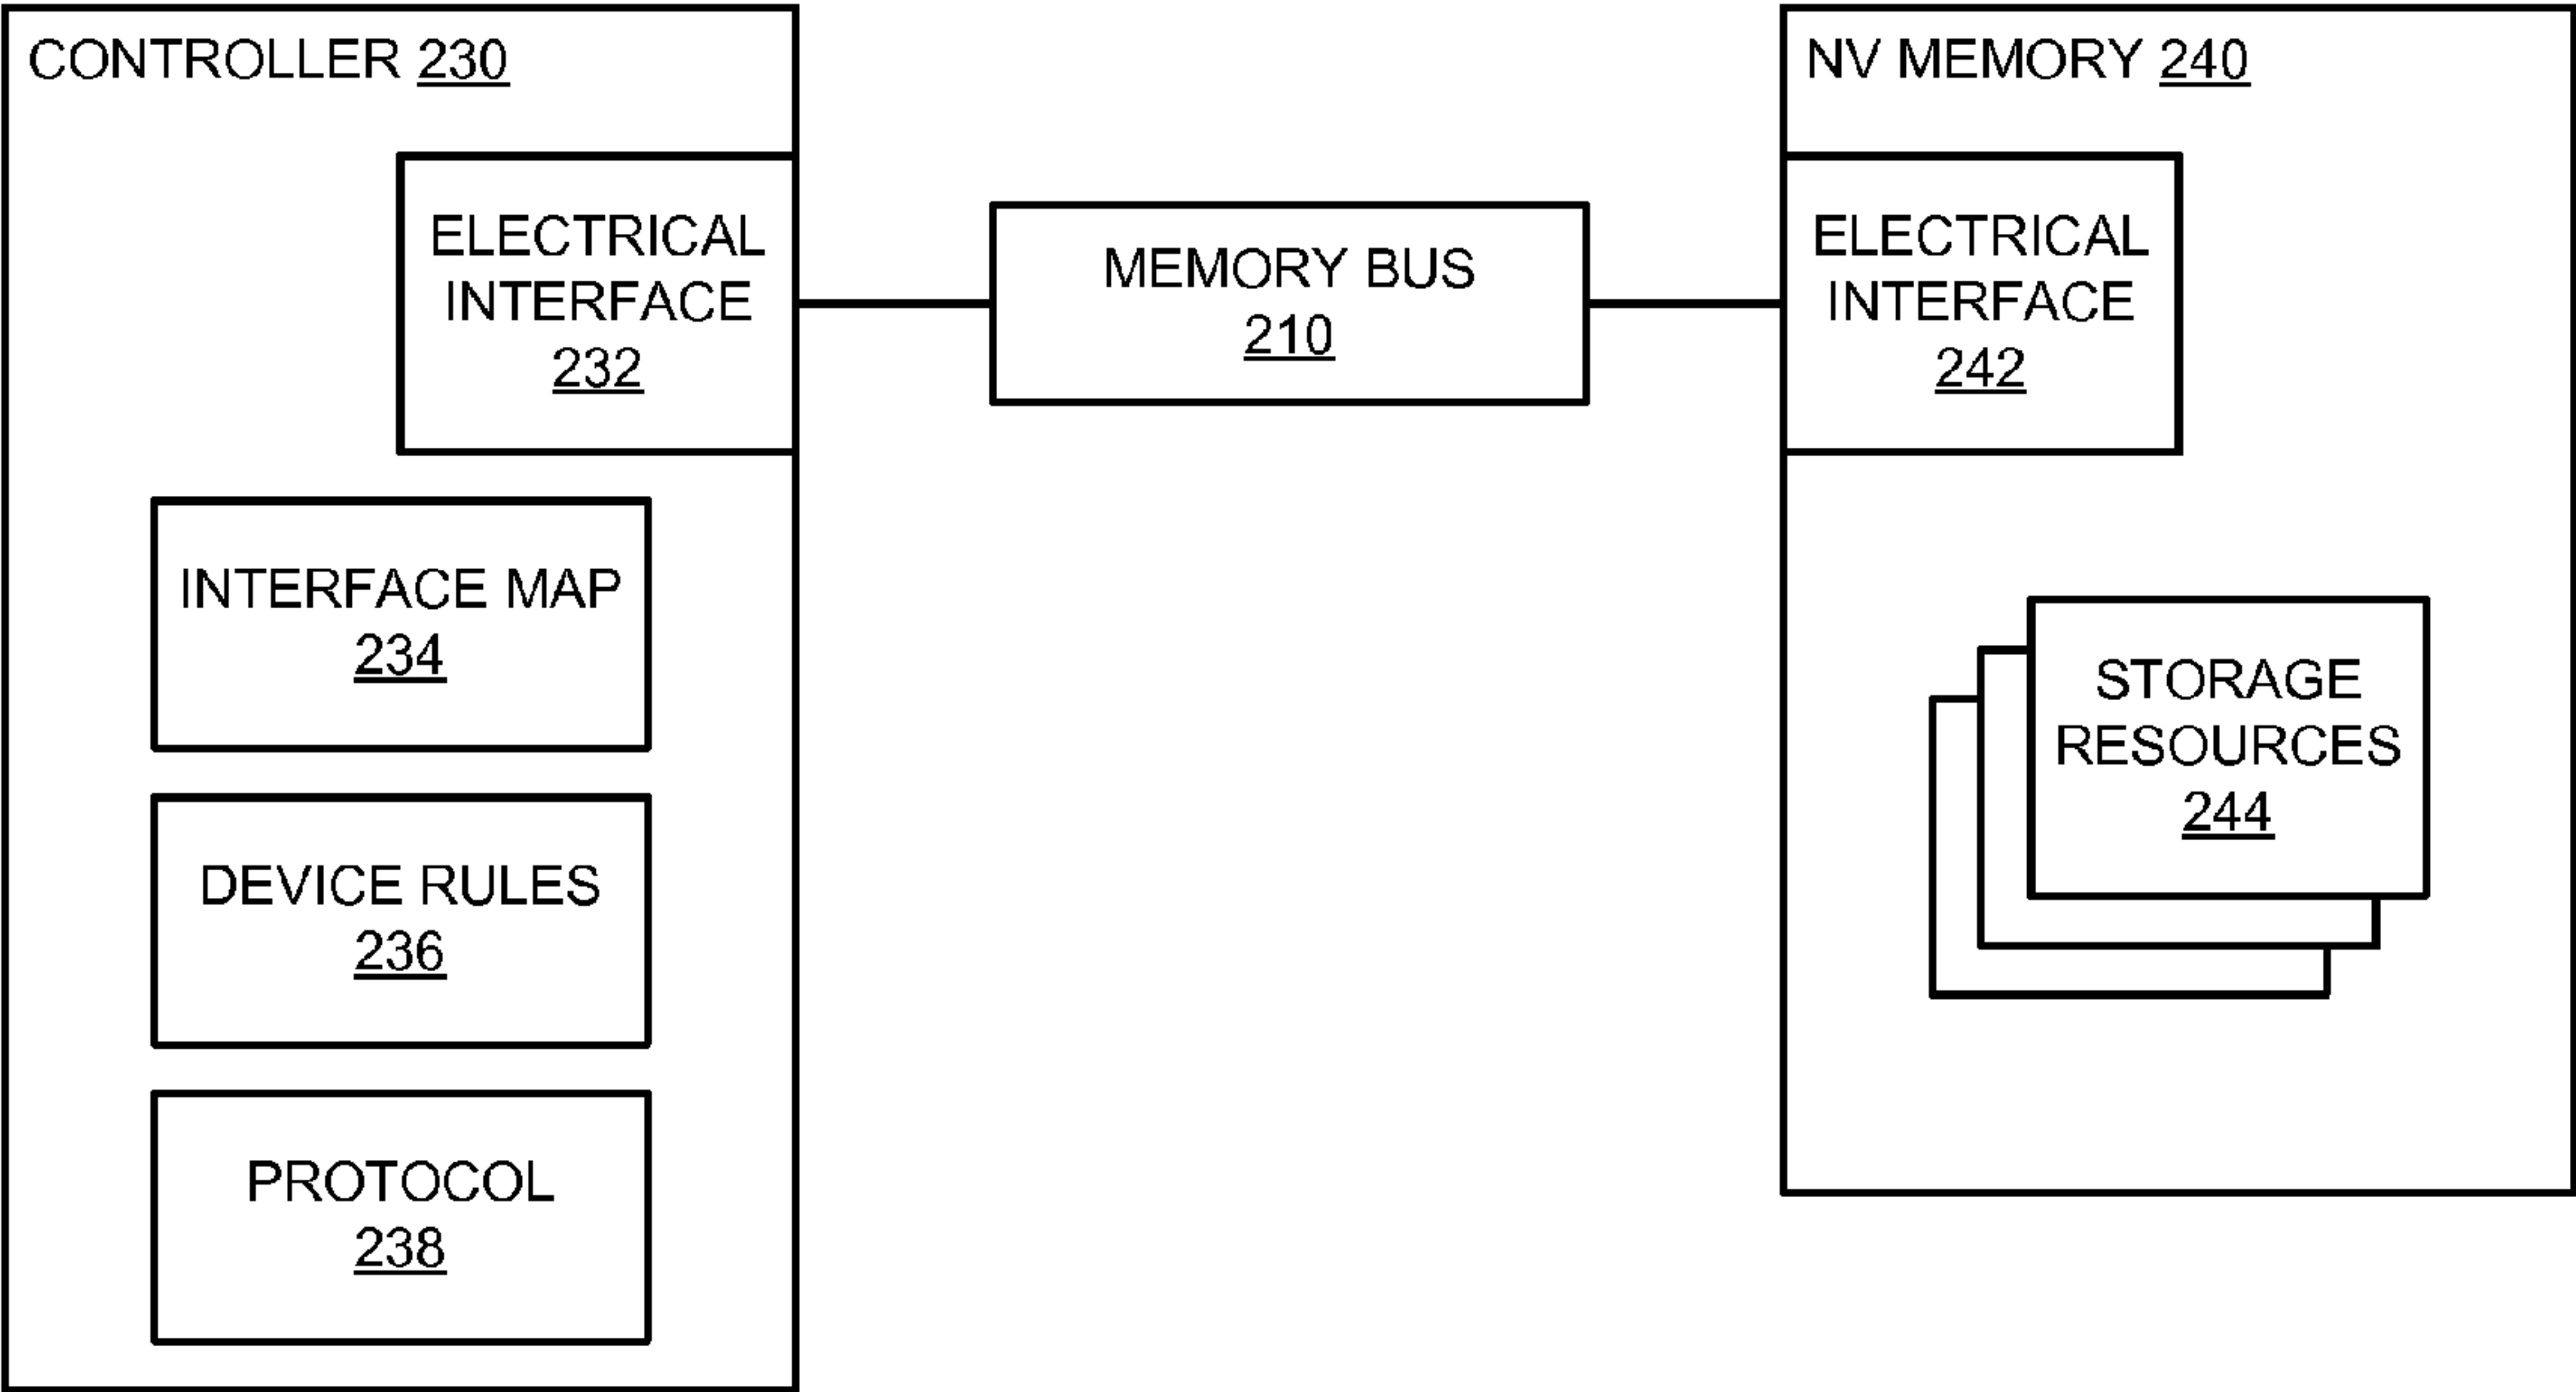 CONTROLLER 230
ELECTRICAL
INTERFACE
232
INTERFACE MAP
234
DEVICE RULES
236
PROTOCOL
238
MEMORY BUS
210
NV MEMORY 240
ELECTRICAL
INTERFACE
242
STORAGE
RESOURCES
244